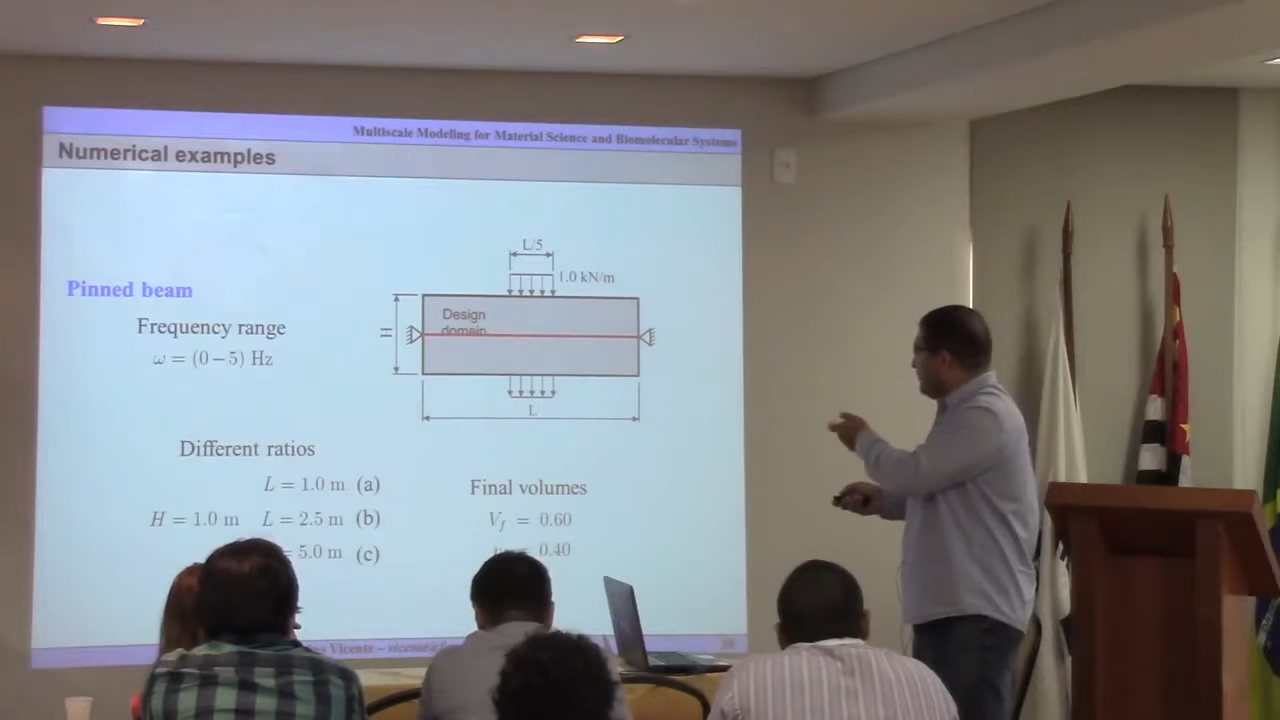 Multiscale Modeling for Material Science and Biomolecular Systems
Numerical examples
L/5
1.0 kN/m
Pinned beam
Design
domain
H
Frequency range
ω = (0 − 5) Hz
L
Different ratios
L = 1.0 m (a)
Final volumes
H = 1.0 m L = 2.5 m (b)
V_f = 0.60
= 5.0 m (c)
= 0.40
Vicente –